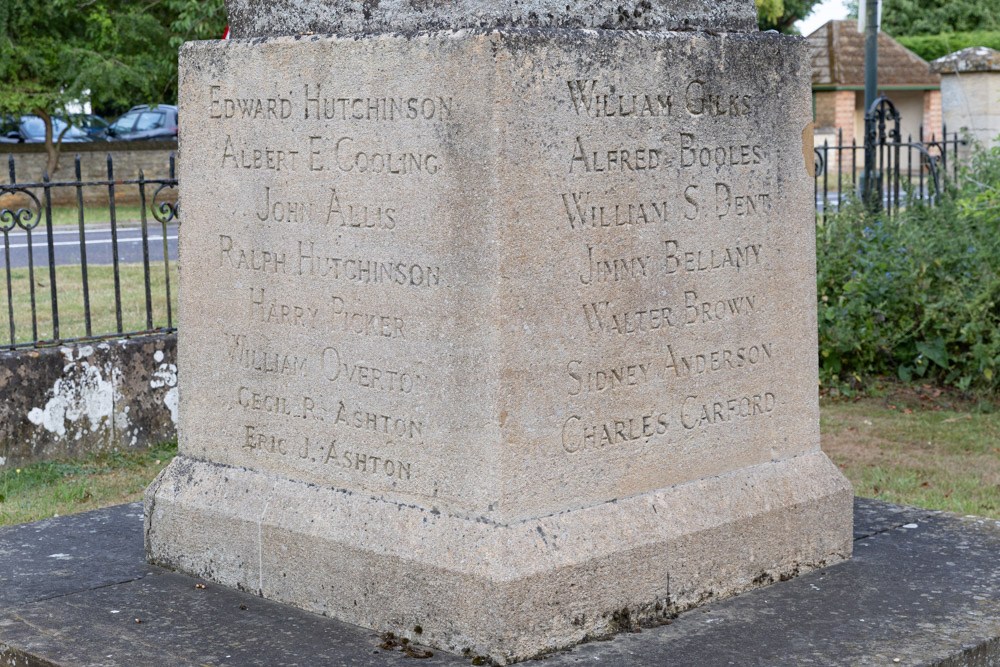 Edward Hutchinson
Albert E. Cooling
John Allis
Ralph Hutchinson
Harry Picker
William Overton
Cecil R. Ashton
Eric J. Ashton
William Gilks
Alfred Booles
William S. Dent
Jimmy Bellamy
Walter Brown
Sidney Anderson
Charles Carford